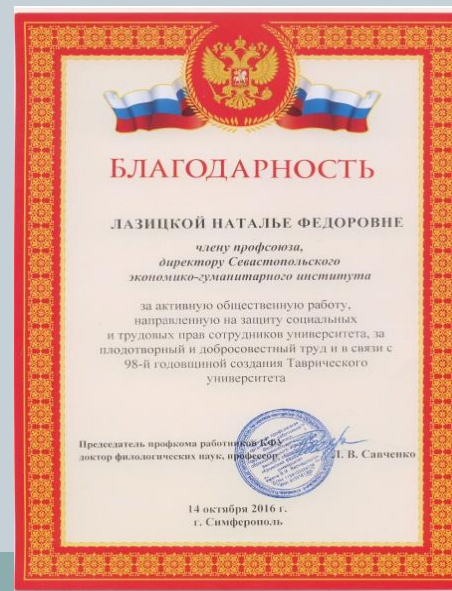 БЛАГОДАРНОСТЬ
ЛАЗИЦКОЙ НАТАЛЬЕ ФЕДОРОВНЕ
члену профсоюза,
директору Севастопольского
экономико-гуманитарного института
за активную общественную работу,
направленную на защиту социальных
и трудовых прав сотрудников университета, за
плодотворный и добросовестный труд и в связи с
98-й годовщиной создания Таврического
университета
Председатель профкома работников КФУ
доктор филологических наук, профессор Л. В. Савченко
14 октября 2016 г.
г. Симферополь